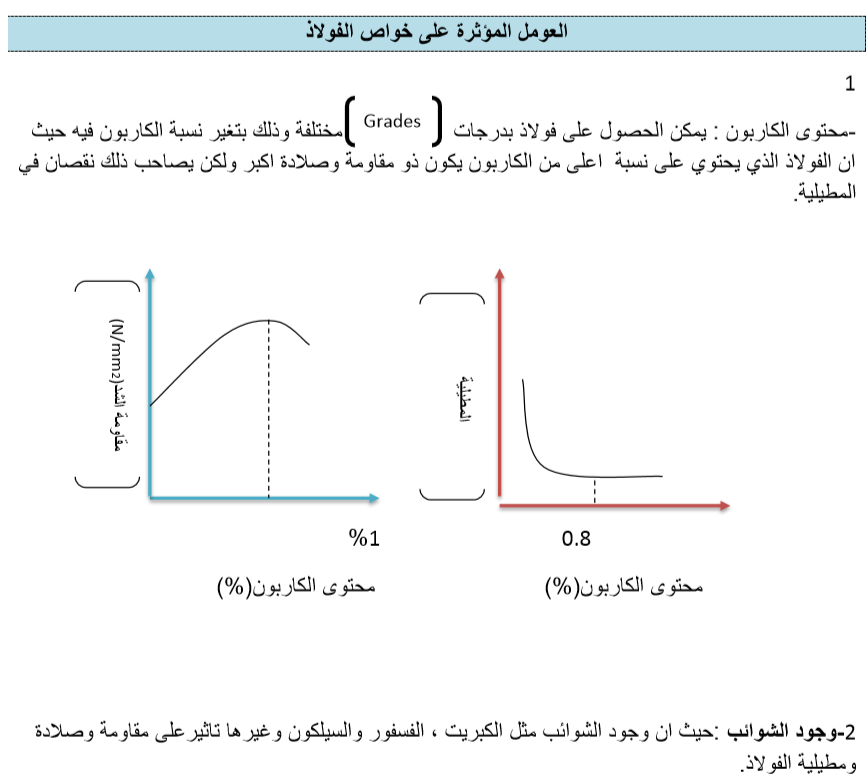 العومل المؤثرة على خواص الفولاذ
1
-محتوى الكاربون : يمكن الحصول على فولاذ بدرجات (Grades) مختلفة وذلك بتغير نسبة الكاربون فيه حيث
ان الفولاذ الذي يحتوي على نسبة اعلى من الكاربون يكون ذو مقاومة وصلادة اكبر ولكن يصاحب ذلك نقصان في
المطيلية.
المطيلية
مقاومة الشد(N/mm2)
0.8
%1
محتوى الكاربون(%)
محتوى الكاربون(%)
2-وجود الشوائب :حيث ان وجود الشوائب مثل الكبريت ، الفسفور والسيلكون وغيرها تاثيرعلى مقاومة وصلادة
ومطيلية الفولاذ.